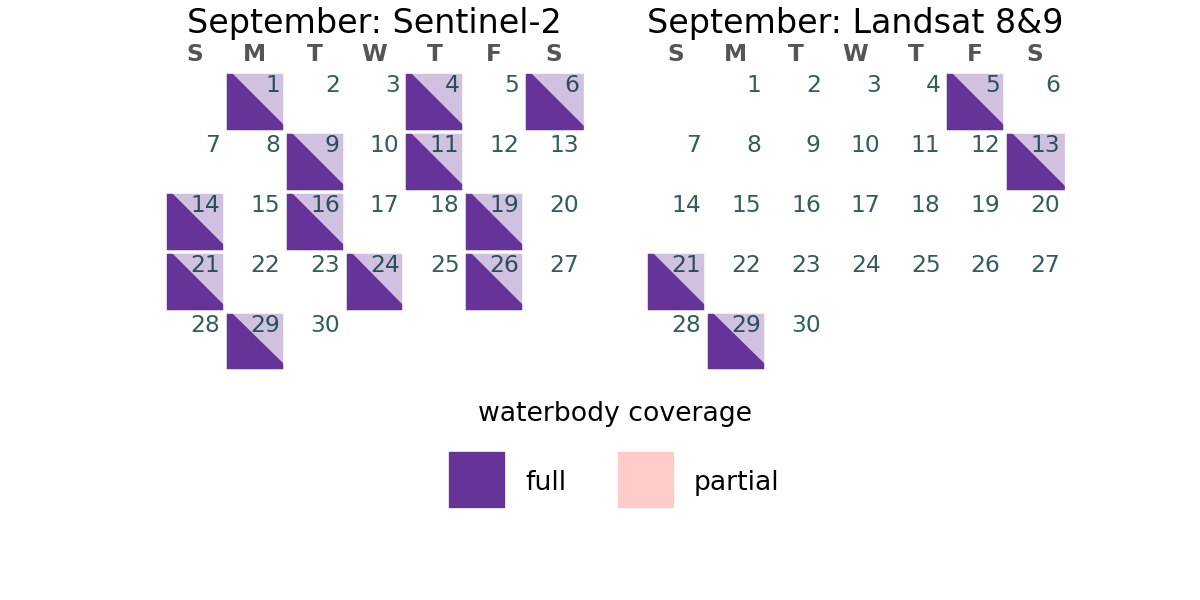 September: Sentinel-2
S M T W T F S
1 2 3 4 5 6
7 8 9 10 11 12 13
14 15 16 17 18 19 20
21 22 23 24 25 26 27
28 29 30
September: Landsat 8&9
S M T W T F S
1 2 3 4 5 6
7 8 9 10 11 12 13
14 15 16 17 18 19 20
21 22 23 24 25 26 27
28 29 30
waterbody coverage
full partial